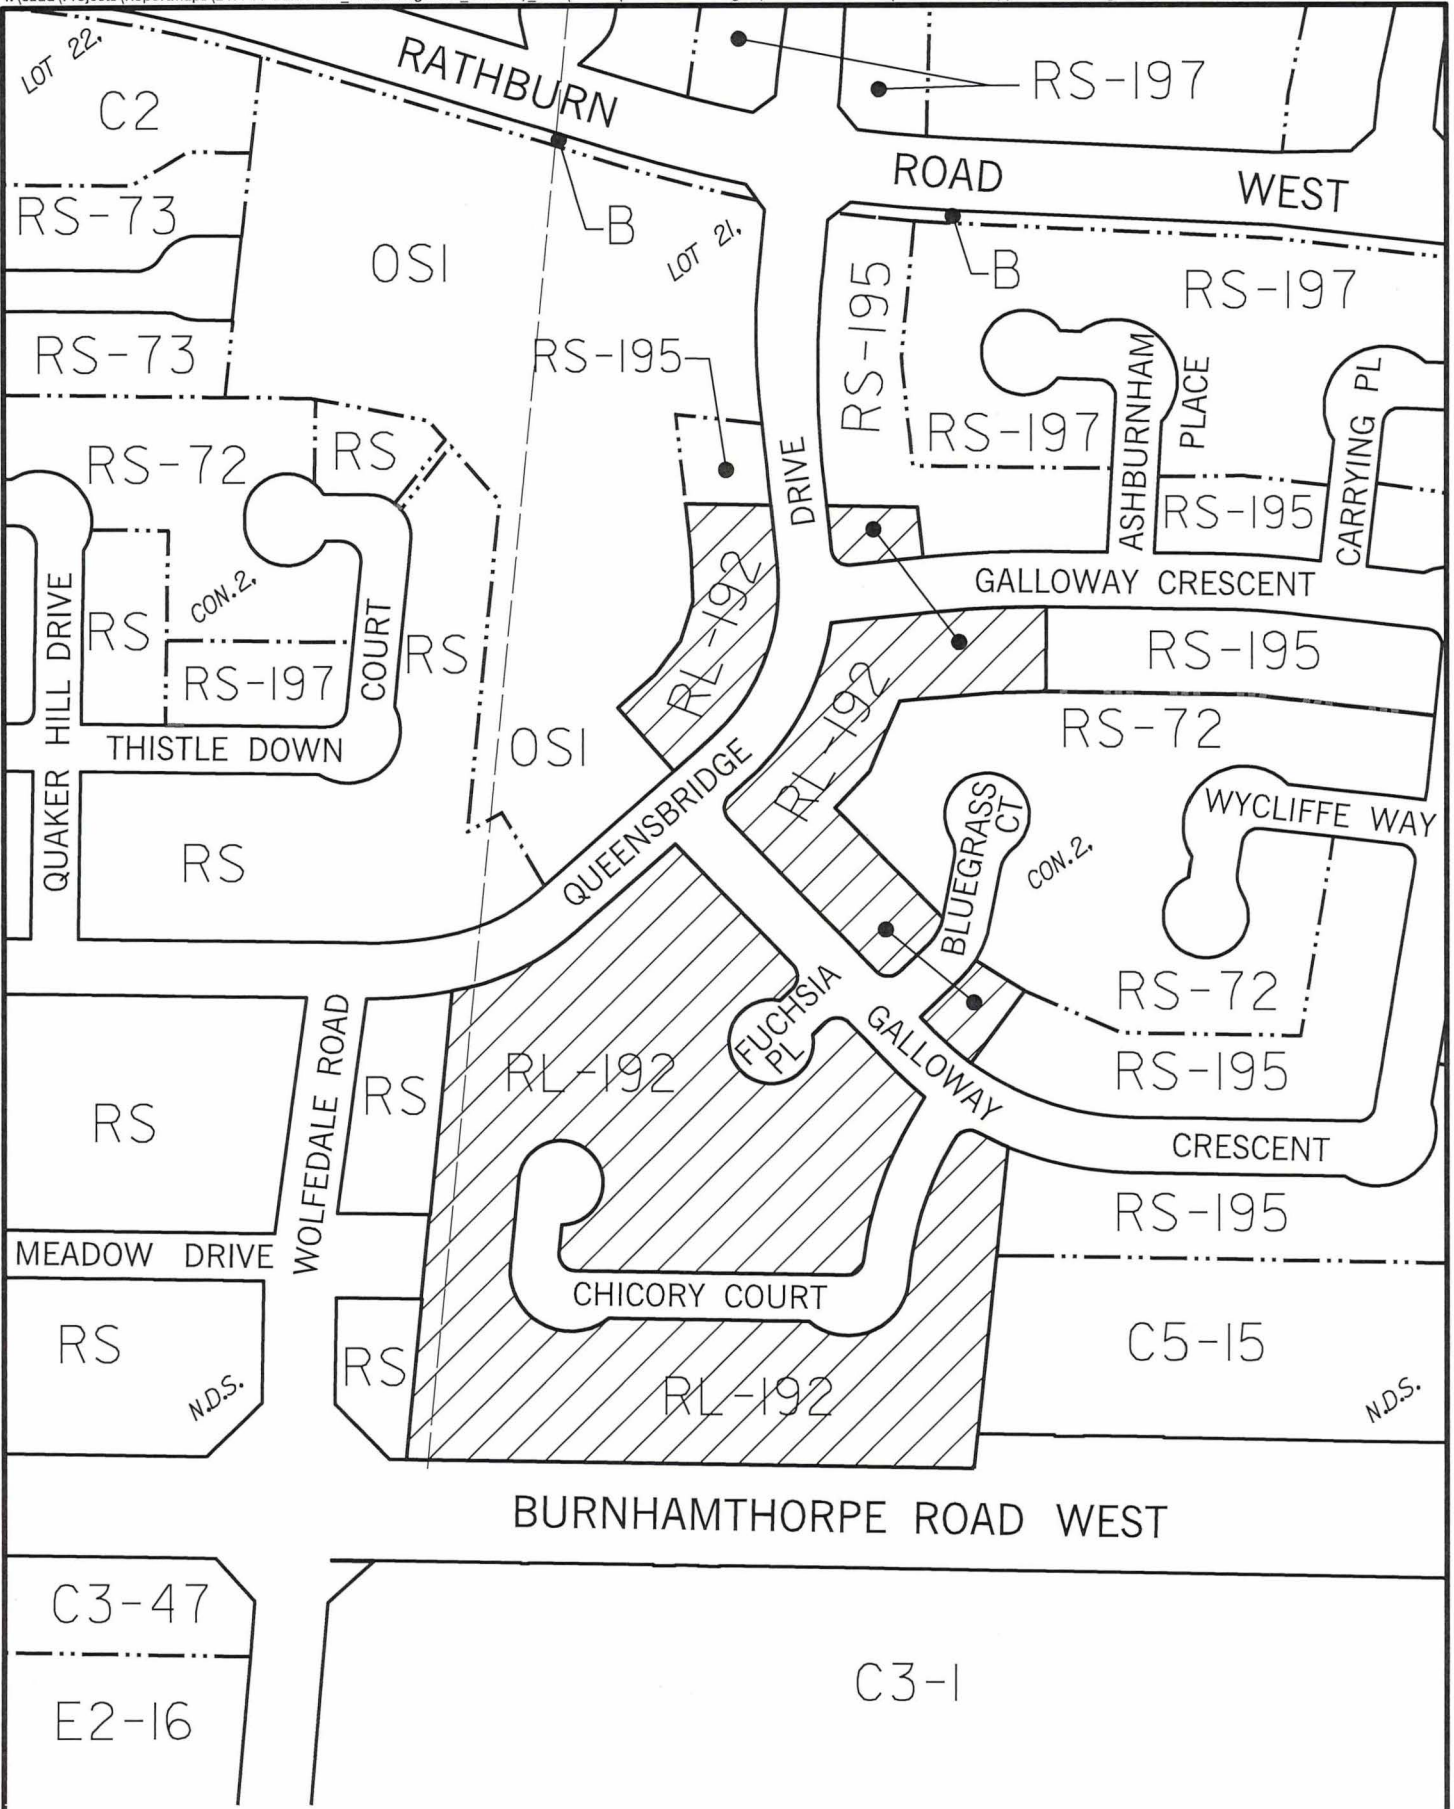 LOT 22,
C2
RATHBURN
RS-197
ROAD
WEST
RS-73
B
LOT 21,
OS1
B
RS-195
RS-197
RS-73
RS-195
RS-197
ASHBURNHAM
PLACE
CARRYING PL
RS
RS-72
DRIVE
RS-195
CON.2,
GALLOWAY CRESCENT
RL-192
QUAKER HILL DRIVE
RS
RS-197
COURT
RS
RS-195
RL-192
RS-72
THISTLE DOWN
OS1
QUEENSBRIDGE
BLUEGRASS
CT
WYCLIFFE WAY
RS
CON.2,
RS-72
FUCHSIA
PL
GALLOWAY
WOLFEDALE ROAD
RL-192
RS-195
RS
RS
CRESCENT
RS-195
MEADOW DRIVE
CHICORY COURT
RS
RS
C5-15
RL-192
N.D.S.
N.D.S.
BURNHAMTHORPE ROAD WEST
C3-47
C3-1
E2-16